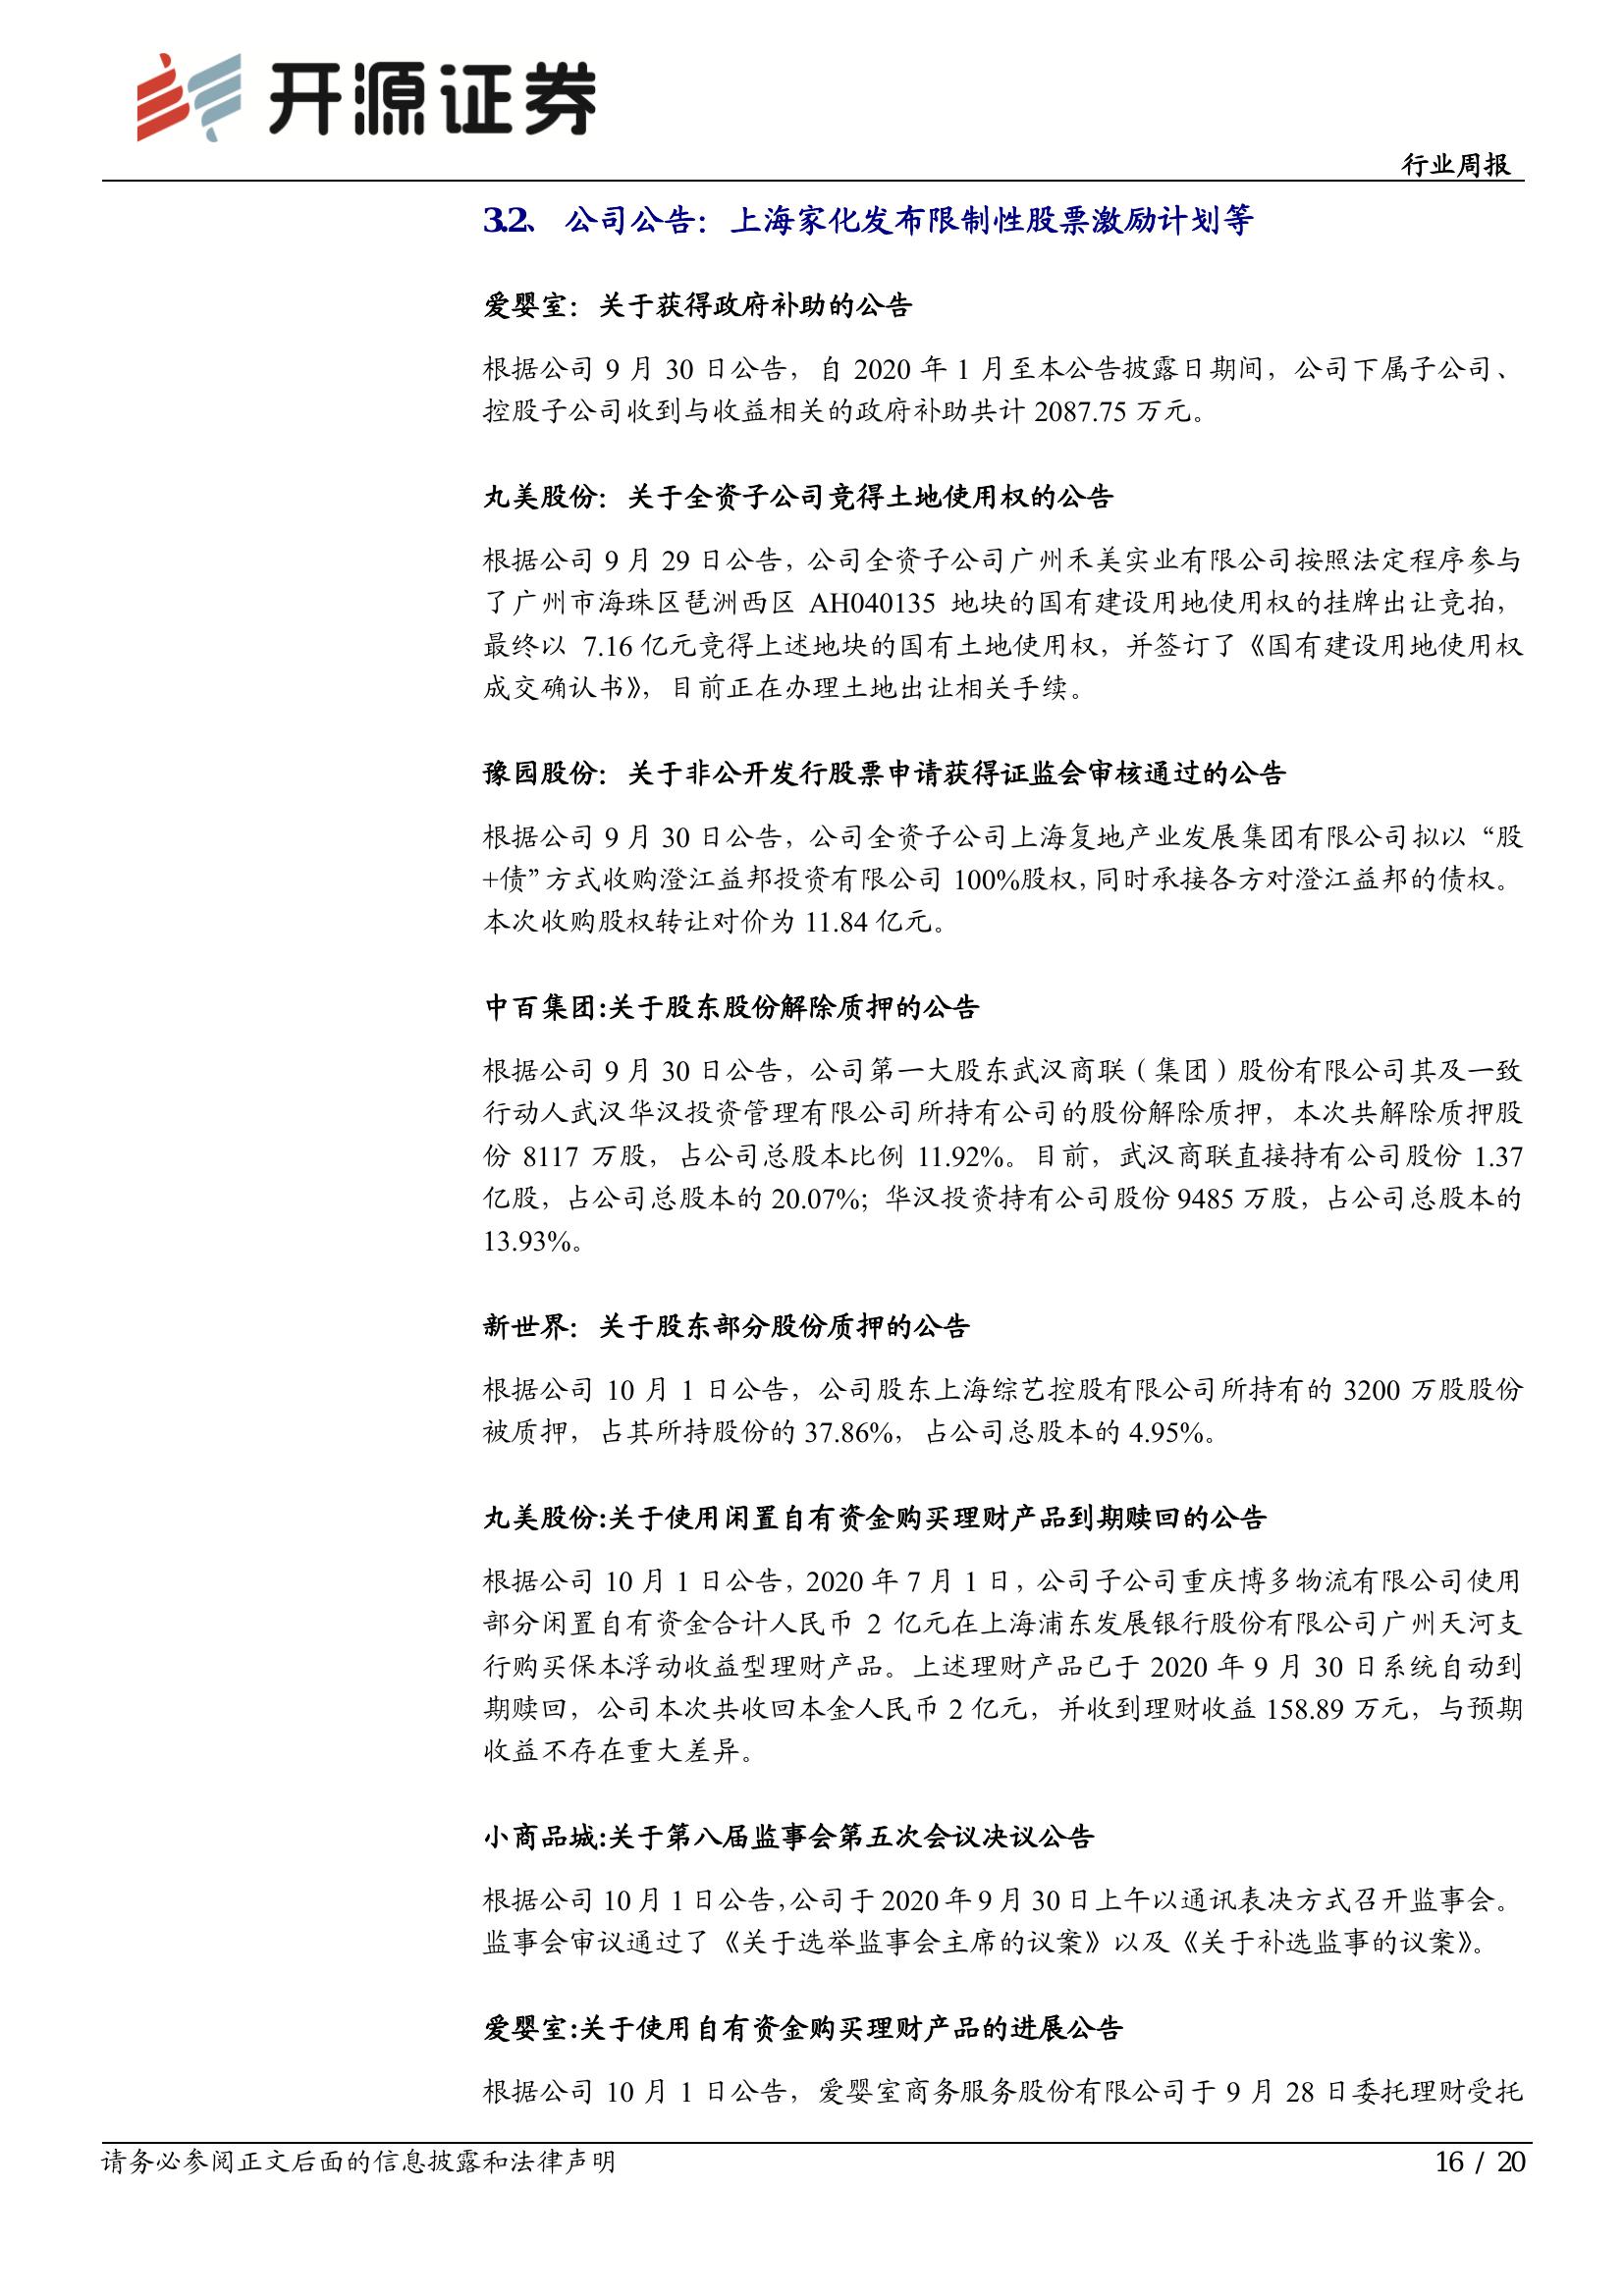 开源证券
行业周报
3.2、 公司公告：上海家化发布限制性股票激励计划等
爱婴室：关于获得政府补助的公告
根据公司 9 月 30 日公告，自 2020 年 1 月至本公告披露日期间，公司下属子公司、
控股子公司收到与收益相关的政府补助共计 2087.75 万元。
丸美股份：关于全资子公司竞得土地使用权的公告
根据公司 9 月 29 日公告，公司全资子公司广州禾美实业有限公司按照法定程序参与
了广州市海珠区琶洲西区 AH040135 地块的国有建设用地使用权的挂牌出让竞拍，
最终以 7.16 亿元竞得上述地块的国有土地使用权，并签订了《国有建设用地使用权
成交确认书》，目前正在办理土地出让相关手续。
豫园股份：关于非公开发行股票申请获得证监会审核通过的公告
根据公司 9 月 30 日公告，公司全资子公司上海复地产业发展集团有限公司拟以“股
+债”方式收购澄江益邦投资有限公司 100%股权，同时承接各方对澄江益邦的债权。
本次收购股权转让对价为 11.84 亿元。
中百集团:关于股东股份解除质押的公告
根据公司 9 月 30 日公告，公司第一大股东武汉商联（集团）股份有限公司其及一致
行动人武汉华汉投资管理有限公司所持有公司的股份解除质押，本次共解除质押股
份 8117 万股，占公司总股本比例 11.92%。目前，武汉商联直接持有公司股份 1.37
亿股，占公司总股本的 20.07%；华汉投资持有公司股份 9485 万股，占公司总股本的
13.93%。
新世界：关于股东部分股份质押的公告
根据公司 10 月 1 日公告，公司股东上海综艺控股有限公司所持有的 3200 万股股份
被质押，占其所持股份的 37.86%，占公司总股本的 4.95%。
丸美股份:关于使用闲置自有资金购买理财产品到期赎回的公告
根据公司 10 月 1 日公告，2020 年 7 月 1 日，公司子公司重庆博多物流有限公司使用
部分闲置自有资金合计人民币 2 亿元在上海浦东发展银行股份有限公司广州天河支
行购买保本浮动收益型理财产品。上述理财产品已于 2020 年 9 月 30 日系统自动到
期赎回，公司本次共收回本金人民币 2 亿元，并收到理财收益 158.89 万元，与预期
收益不存在重大差异。
小商品城:关于第八届监事会第五次会议决议公告
根据公司 10 月 1 日公告，公司于 2020 年 9 月 30 日上午以通讯表决方式召开监事会。
监事会审议通过了《关于选举监事会主席的议案》以及《关于补选监事的议案》。
爱婴室:关于使用自有资金购买理财产品的进展公告
根据公司 10 月 1 日公告，爱婴室商务服务股份有限公司于 9 月 28 日委托理财受托
请务必参阅正文后面的信息披露和法律声明
16 / 20